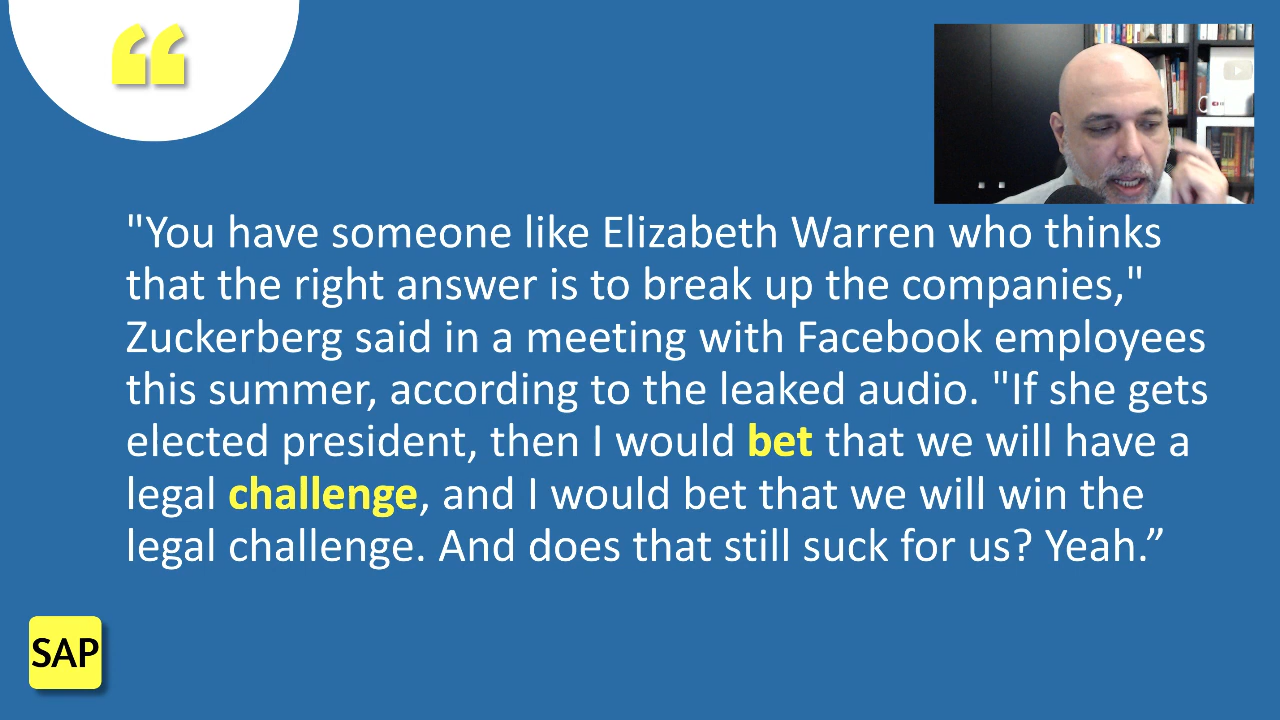 "You have someone like Elizabeth Warren who thinks
that the right answer is to break up the companies,"
Zuckerberg said in a meeting with Facebook employees
this summer, according to the leaked audio. "If she gets
elected president, then I would bet that we will have a
legal challenge, and I would bet that we will win the
legal challenge. And does that still suck for us? Yeah.”
SAP